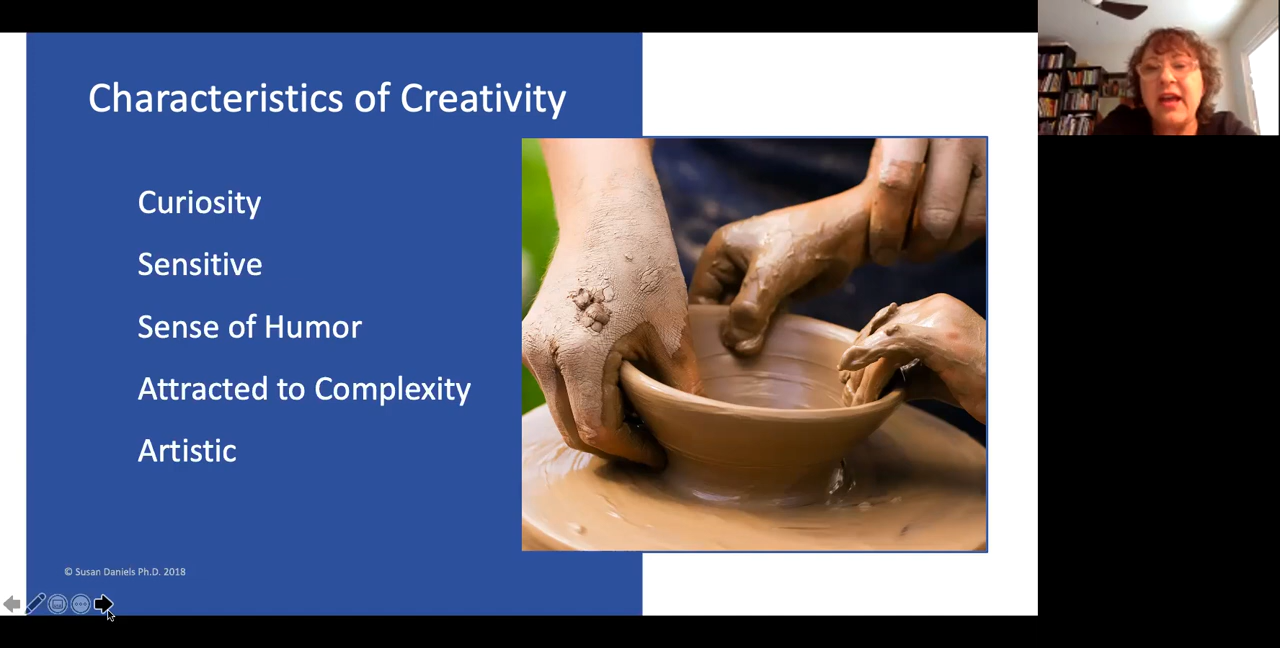 Characteristics of Creativity
Curiosity
Sensitive
Sense of Humor
Attracted to Complexity
Artistic
© Susan Daniels Ph.D. 2018